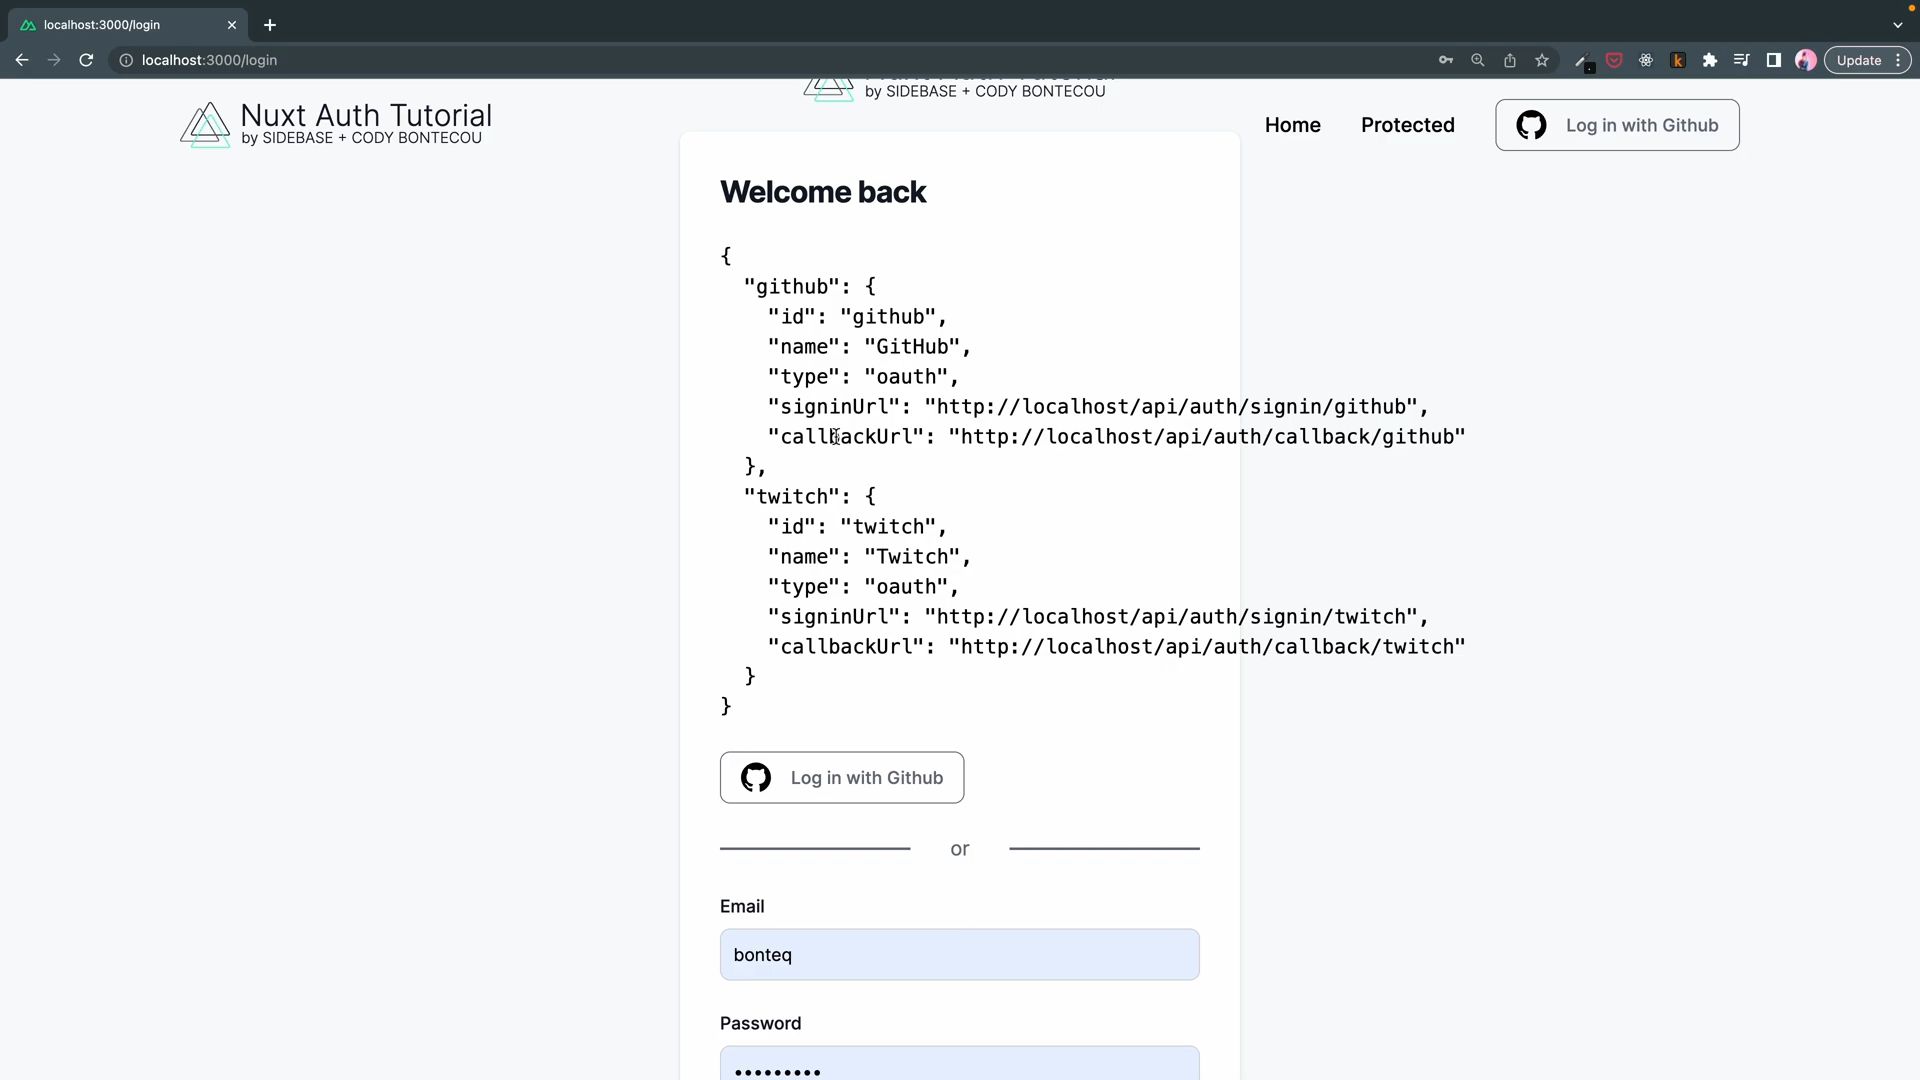 localhost:3000/login
localhost:3000/login
Update
by SIDEBASE + CODY BONTECOU
Nuxt Auth Tutorial
by SIDEBASE + CODY BONTECOU
Home
Protected
Log in with Github
Welcome back
{
"github": {
"id": "github",
"name": "GitHub",
"type": "oauth",
"signinUrl": "http://localhost/api/auth/signin/github",
"callbackUrl": "http://localhost/api/auth/callback/github"
},
"twitch": {
"id": "twitch",
"name": "Twitch",
"type": "oauth",
"signinUrl": "http://localhost/api/auth/signin/twitch",
"callbackUrl": "http://localhost/api/auth/callback/twitch"
}
}
Log in with Github
or
Email
bonteq
Password
•••••••••